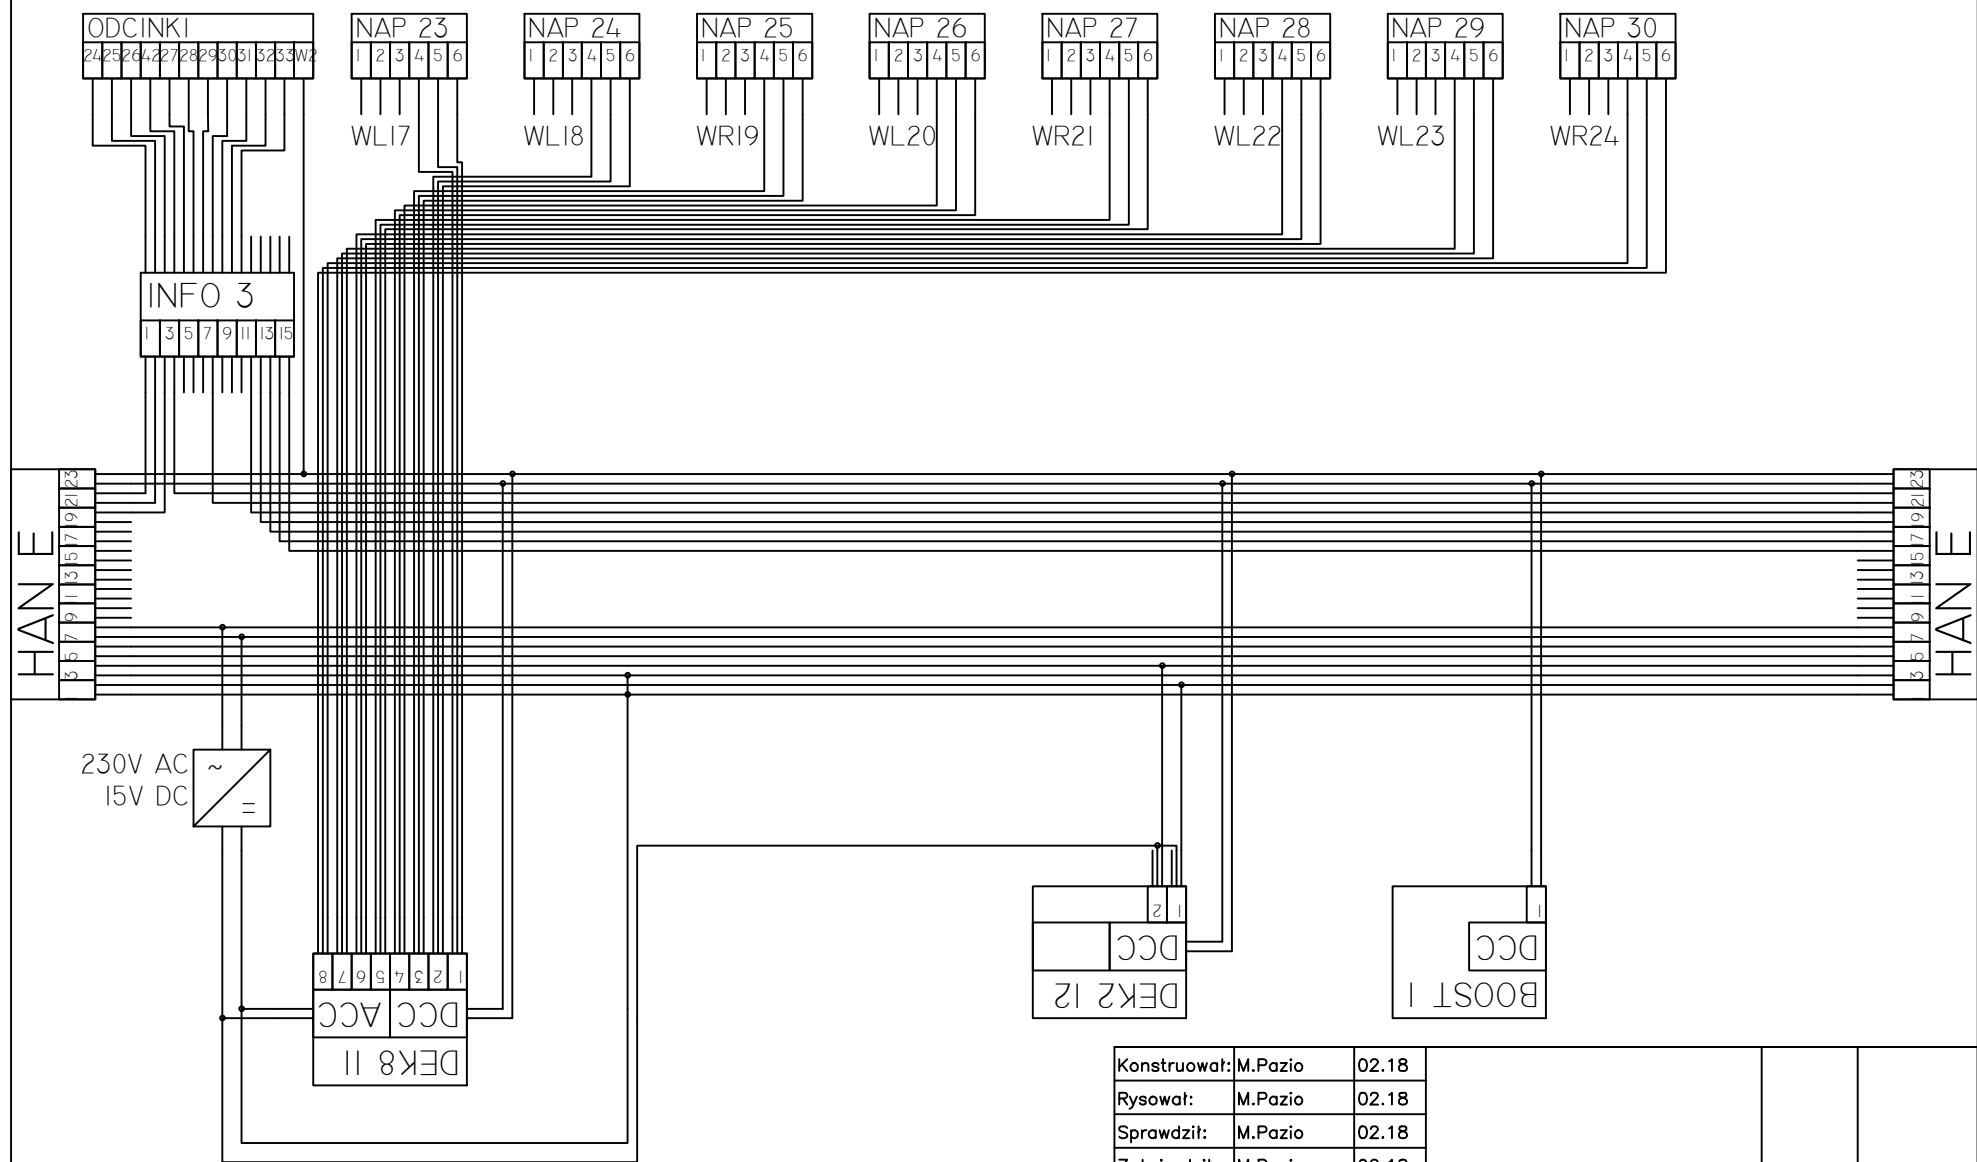 ODCINKI
24 25 26 42 27 28 29 30 31 32 33 W2
NAP 23
1 2 3 4 5 6
WL17
NAP 24
1 2 3 4 5 6
WL18
NAP 25
1 2 3 4 5 6
WR19
NAP 26
1 2 3 4 5 6
WL20
NAP 27
1 2 3 4 5 6
WR21
NAP 28
1 2 3 4 5 6
WL22
NAP 29
1 2 3 4 5 6
WL23
NAP 30
1 2 3 4 5 6
WR24
INFO 3
1 3 5 7 9 11 13 15
HAN E
23
21
19
17
15
13
11
9
7
5
3
1
23
21
19
17
15
13
11
9
7
5
3
1
HAN E
230V AC
15V DC
~
=
1 2 3 4 5 6 7 8
DCC ACC
DEK8 11
1 2
DCC
DEK2 12
1
DCC
BOOST 1
Konstruował: M.Pazio 02.18
Rysował: M.Pazio 02.18
Sprawdził: M.Pazio 02.18